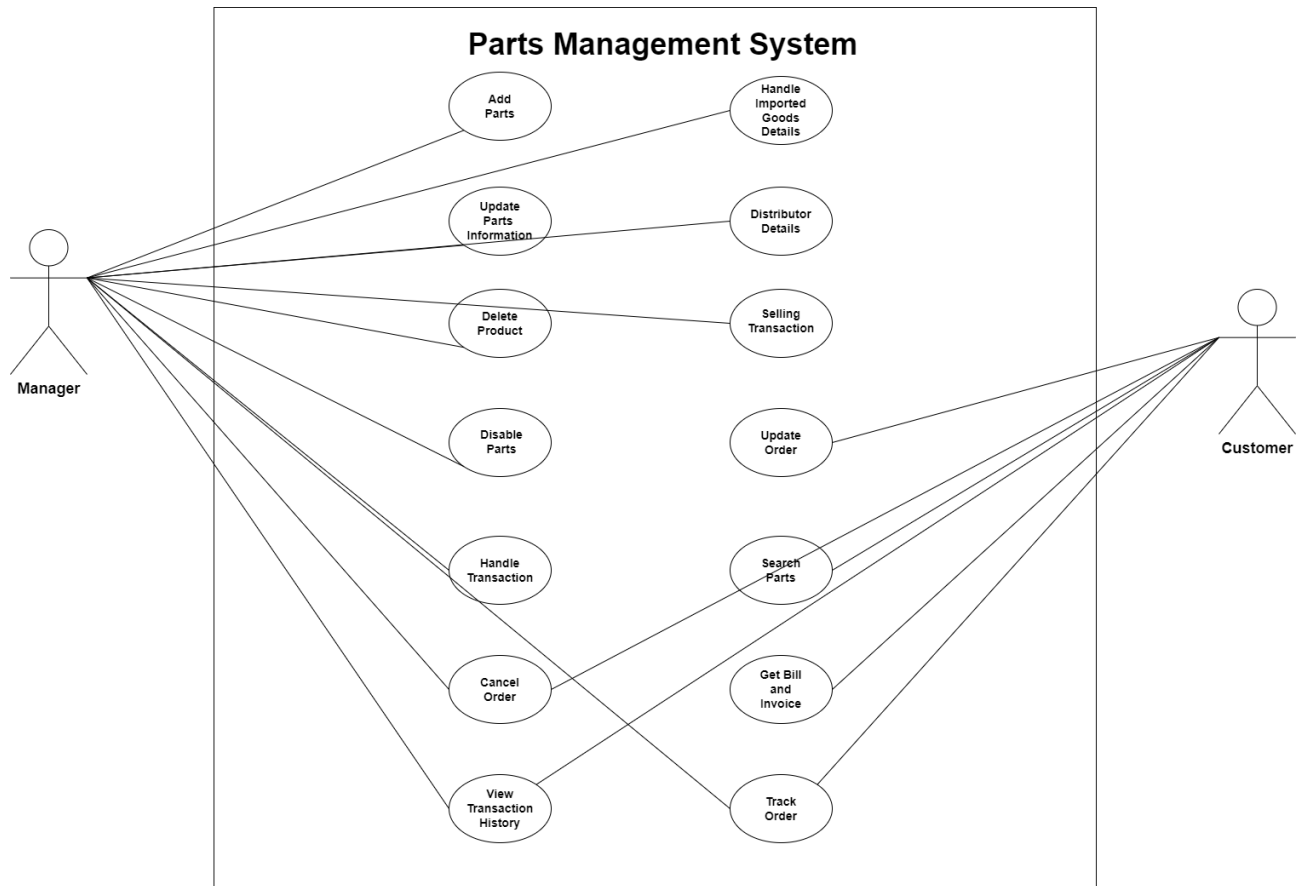 Parts Management System
Add
Parts
Handle
Imported
Goods
Details
Update
Parts
Information
Distributor
Details
Delete
Product
Selling
Transaction
Manager
Disable
Parts
Update
Order
Customer
Handle
Transaction
Search
Parts
Cancel
Order
Get Bill
and
Invoice
View
Transaction
History
Track
Order